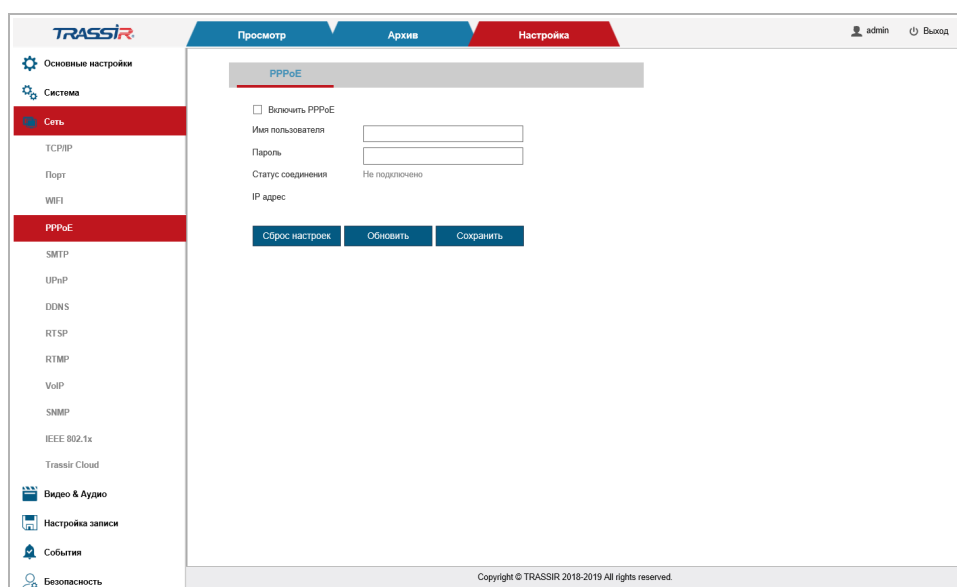 TRASSIR
Просмотр
Архив
Настройка
admin
Выход
Основные настройки
Система
Сеть
TCP/IP
Порт
WIFI
PPPoE
SMTP
UPnP
DDNS
RTSP
RTMP
VoIP
SNMP
IEEE 802.1x
Trassir Cloud
Видео & Аудио
Настройка записи
События
Безопасность
PPPoE
Включить PPPoE
Имя пользователя
Пароль
Статус соединения Не подключено
IP адрес
Сброс настроек Обновить Сохранить
Copyright © TRASSIR 2018-2019 All rights reserved.